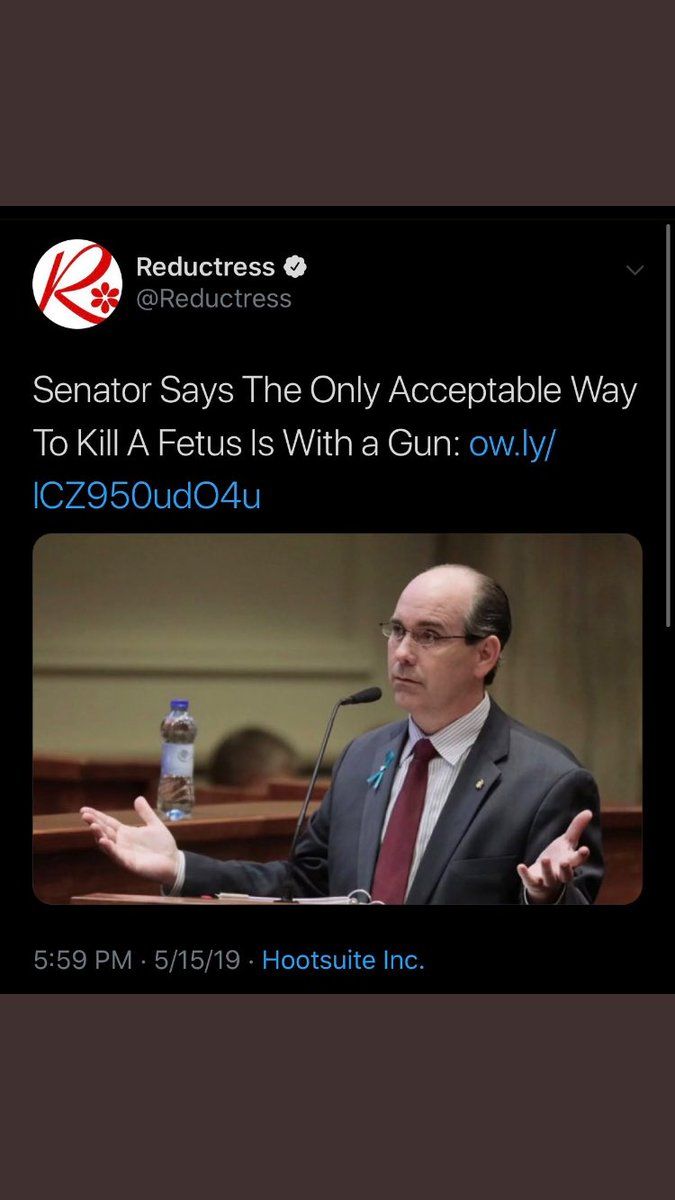 Reductress
@Reductress
Senator Says The Only Acceptable Way
To Kill A Fetus Is With a Gun: ow.ly/
lCZ950udO4u
5:59 PM · 5/15/19 · Hootsuite Inc.